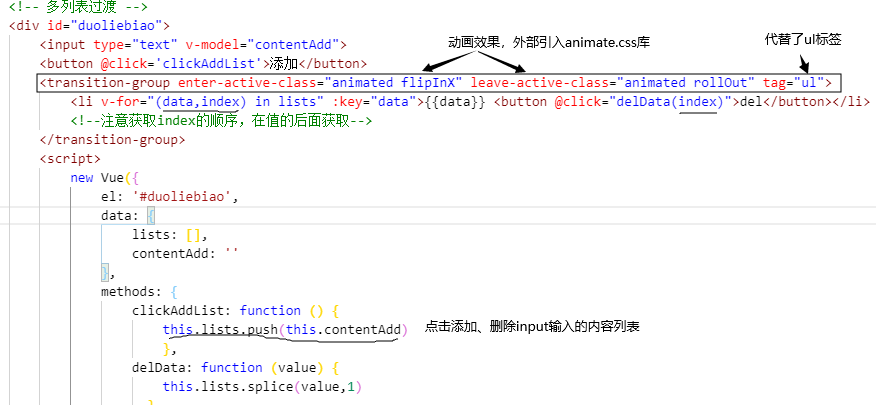 <!-- 多列表过渡 -->
<div id="duoliebiao">
<input type="text" v-model="contentAdd">
动画效果，外部引入animate.css库
代替了ul标签
<button @click='clickAddList'>添加</button>
<transition-group enter-active-class="animated flipInX" leave-active-class="animated rollOut" tag="ul">
<li v-for="(data,index) in lists" :key="data">{{data}} <button @click="delData(index)">del</button></li>
<!--注意获取index的顺序，在值的后面获取-->
</transition-group>
<script>
new Vue({
el: '#duoliebiao',
data: {
lists: [],
contentAdd: ''
},
methods: {
clickAddList: function () {
this.lists.push(this.contentAdd)
点击添加、删除input输入的内容列表
},
delData: function (value) {
this.lists.splice(value,1)